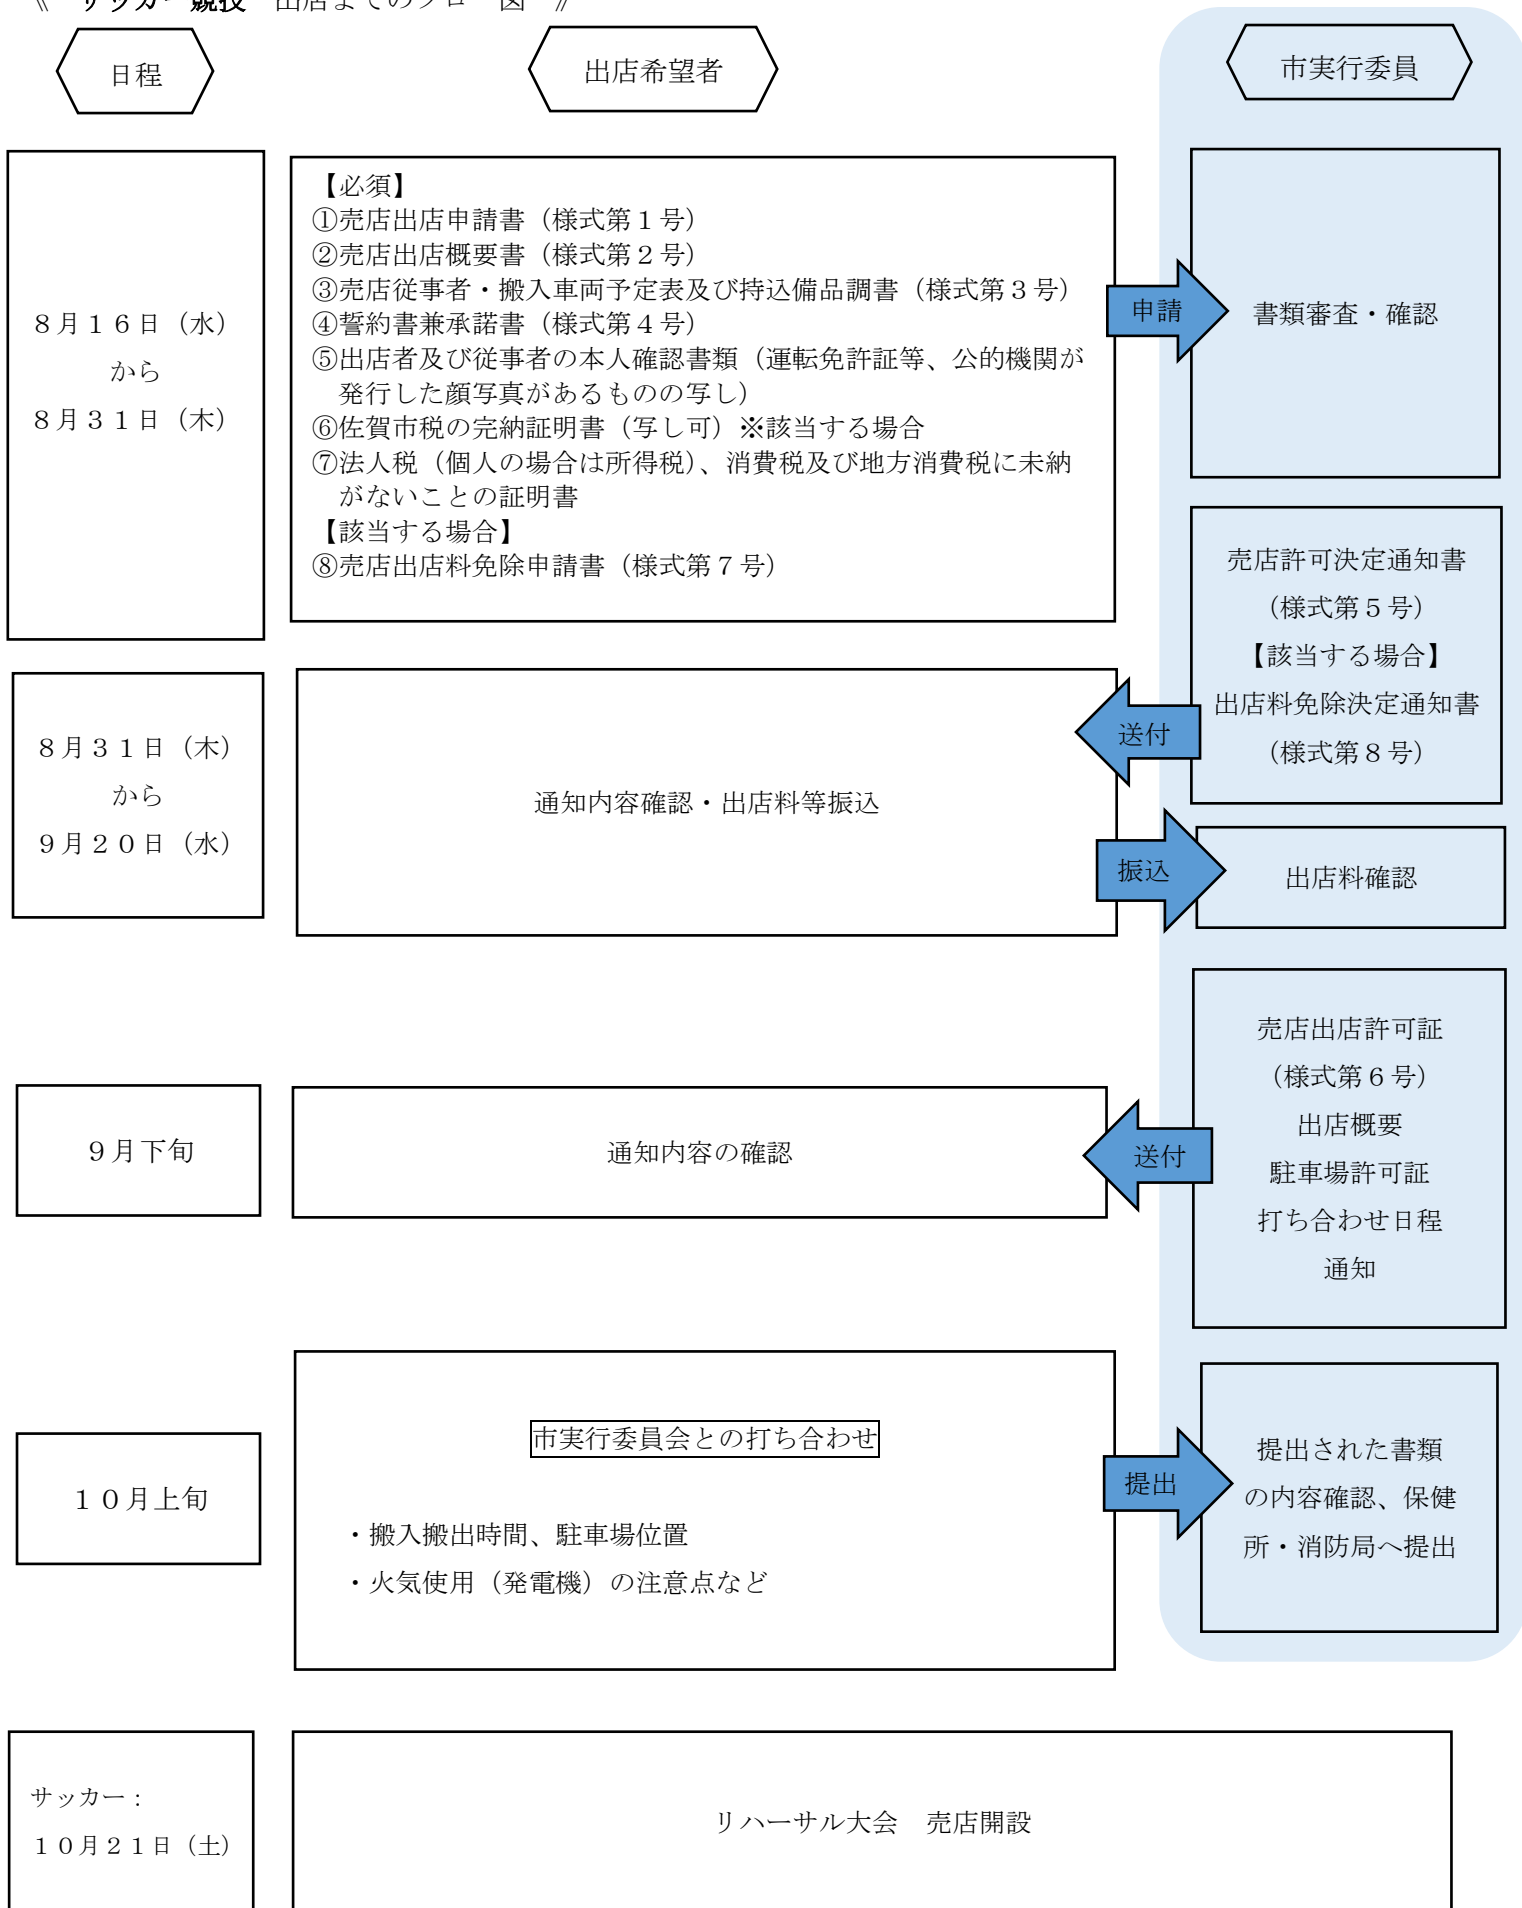 《　サッカー競技　出店までのフロー図　》
日程
出店希望者
市実行委員
８月１６日（水）
から
８月３１日（木）
【必須】
①売店出店申請書（様式第１号）
②売店出店概要書（様式第２号）
③売店従事者・搬入車両予定表及び持込備品調書（様式第３号）
④誓約書兼承諾書（様式第４号）
⑤出店者及び従事者の本人確認書類（運転免許証等、公的機関が
発行した顔写真があるものの写し）
⑥佐賀市税の完納証明書（写し可）※該当する場合
⑦法人税（個人の場合は所得税）、消費税及び地方消費税に未納
がないことの証明書
【該当する場合】
⑧売店出店料免除申請書（様式第７号）
申請
書類審査・確認
売店許可決定通知書
（様式第５号）
【該当する場合】
出店料免除決定通知書
（様式第８号）
送付
８月３１日（木）
から
９月２０日（水）
通知内容確認・出店料等振込
振込
出店料確認
売店出店許可証
（様式第６号）
出店概要
駐車場許可証
打ち合わせ日程
通知
送付
９月下旬
通知内容の確認
１０月上旬
市実行委員会との打ち合わせ
・搬入搬出時間、駐車場位置
・火気使用（発電機）の注意点など
提出
提出された書類
の内容確認、保健
所・消防局へ提出
サッカー：
１０月２１日（土）
リハーサル大会　売店開設